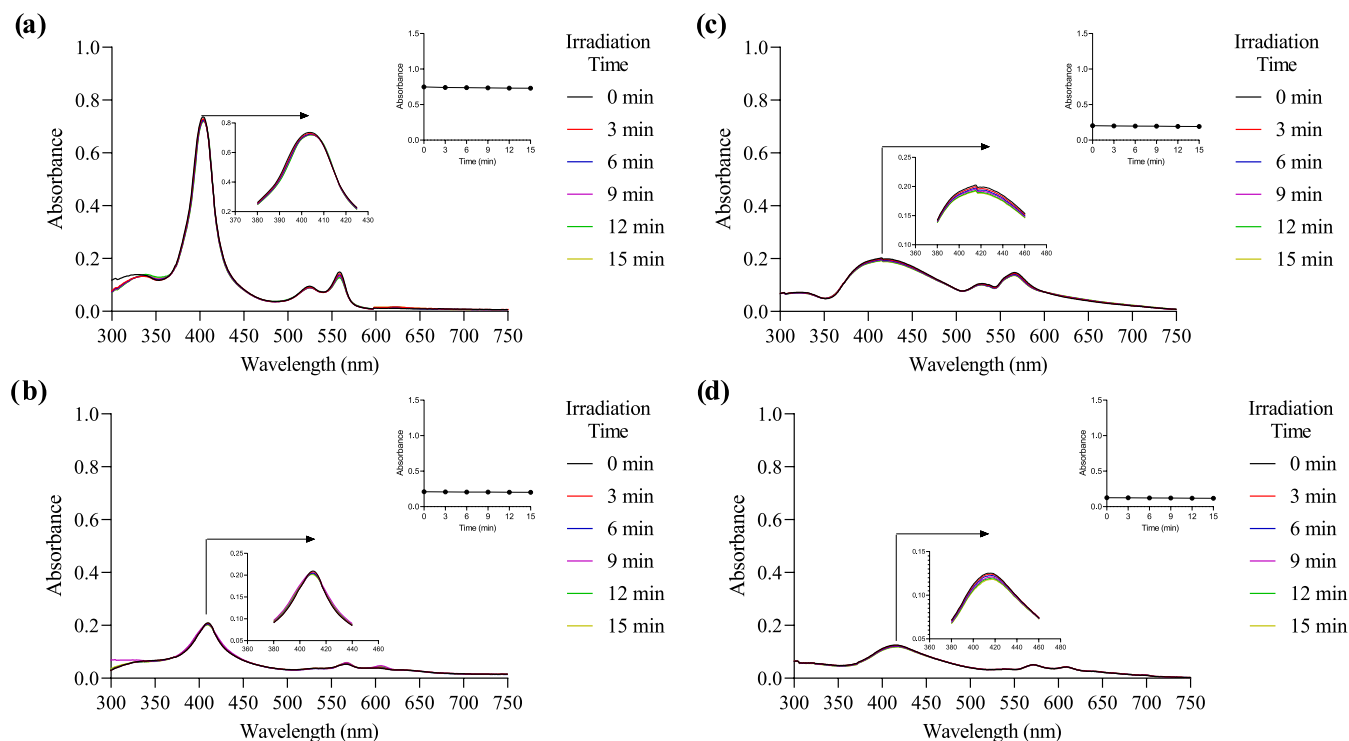 (a)
1.0
0.8
0.6
0.4
0.2
0.0
Absorbance
300 350 400 450 500 550 600 650 700 750
Wavelength (nm)
0.8
0.6
0.4
0.2
370 380 390 400 410 420 430
1.5
1.0
0.5
0.0
Absorbance
0 3 6 9 12 15
Time (min)
Irradiation
Time
0 min
3 min
6 min
9 min
12 min
15 min
(c)
1.0
0.8
0.6
0.4
0.2
0.0
Absorbance
300 350 400 450 500 550 600 650 700 750
Wavelength (nm)
0.25
0.20
0.15
0.10
360 380 400 420 440 460 480
1.5
1.0
0.5
0.0
Absorbance
0 3 6 9 12 15
Time (min)
Irradiation
Time
0 min
3 min
6 min
9 min
12 min
15 min
(b)
1.0
0.8
0.6
0.4
0.2
0.0
Absorbance
300 350 400 450 500 550 600 650 700 750
Wavelength (nm)
0.25
0.20
0.15
0.10
0.05
360 380 400 420 440 460
1.5
1.0
0.5
0.0
Absorbance
0 3 6 9 12 15
Time (min)
Irradiation
Time
0 min
3 min
6 min
9 min
12 min
15 min
(d)
1.0
0.8
0.6
0.4
0.2
0.0
Absorbance
300 350 400 450 500 550 600 650 700 750
Wavelength (nm)
0.15
0.10
0.05
360 380 400 420 440 460 480
1.5
1.0
0.5
0.0
Absorbance
0 3 6 9 12 15
Time (min)
Irradiation
Time
0 min
3 min
6 min
9 min
12 min
15 min